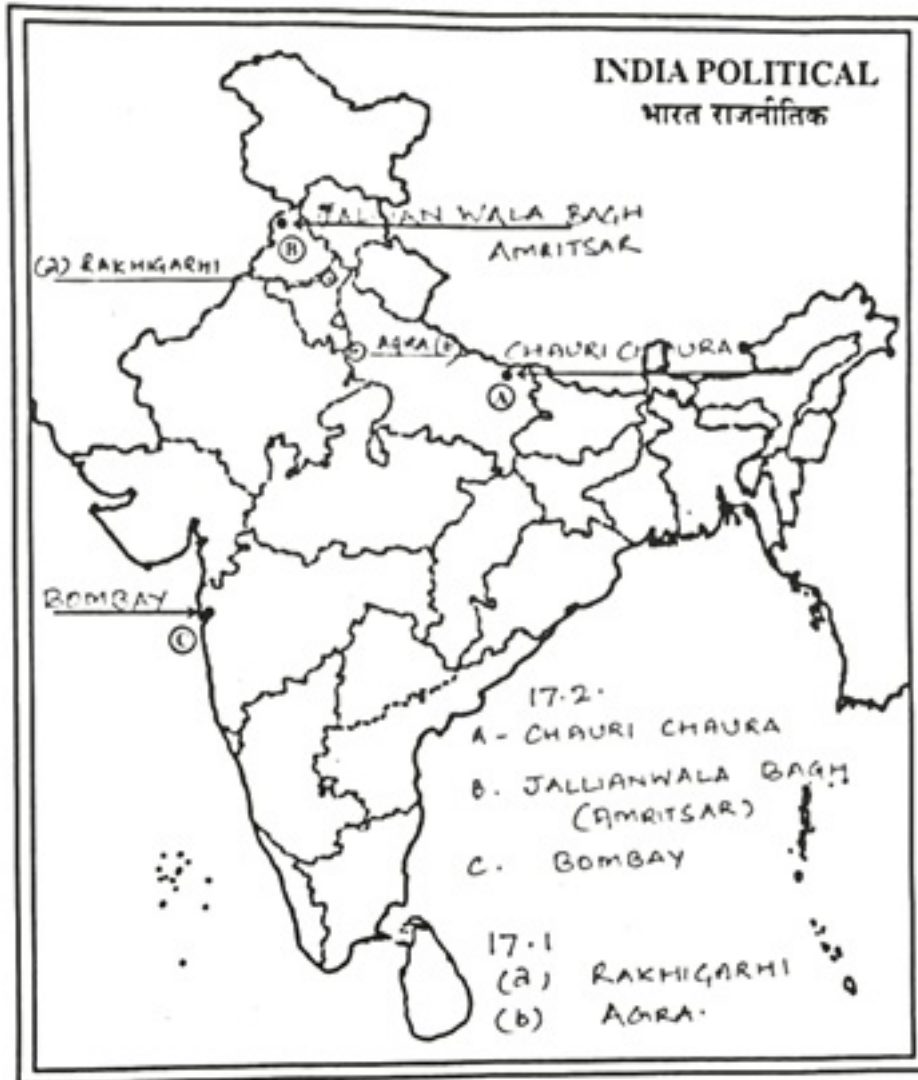 INDIA POLITICAL
भारत राजनीतिक
JALLIAN WALA BAGH
AMRITSAR
B
(2) RAKHIGARHI
AGRA (b)
CHAURI CHAURA
A
BOMBAY
C
17.2.
A - CHAURI CHAURA
B. JALLIANWALA BAGH
(AMRITSAR)
C. BOMBAY
17.1
(a) RAKHIGARHI
(b) AGRA.